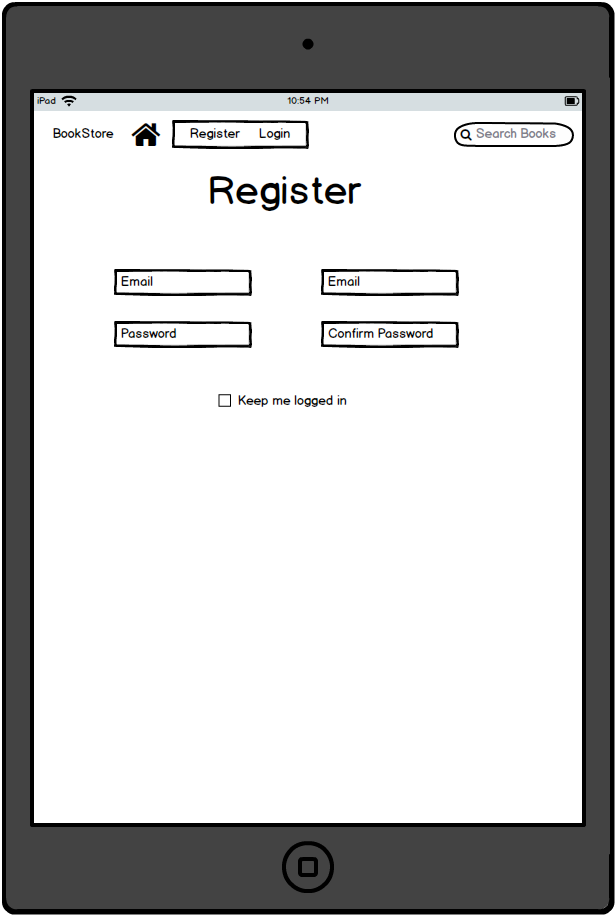 iPad 10:54 PM
BookStore Register Login Search Books
Register
Email Email
Password Confirm Password
Keep me logged in